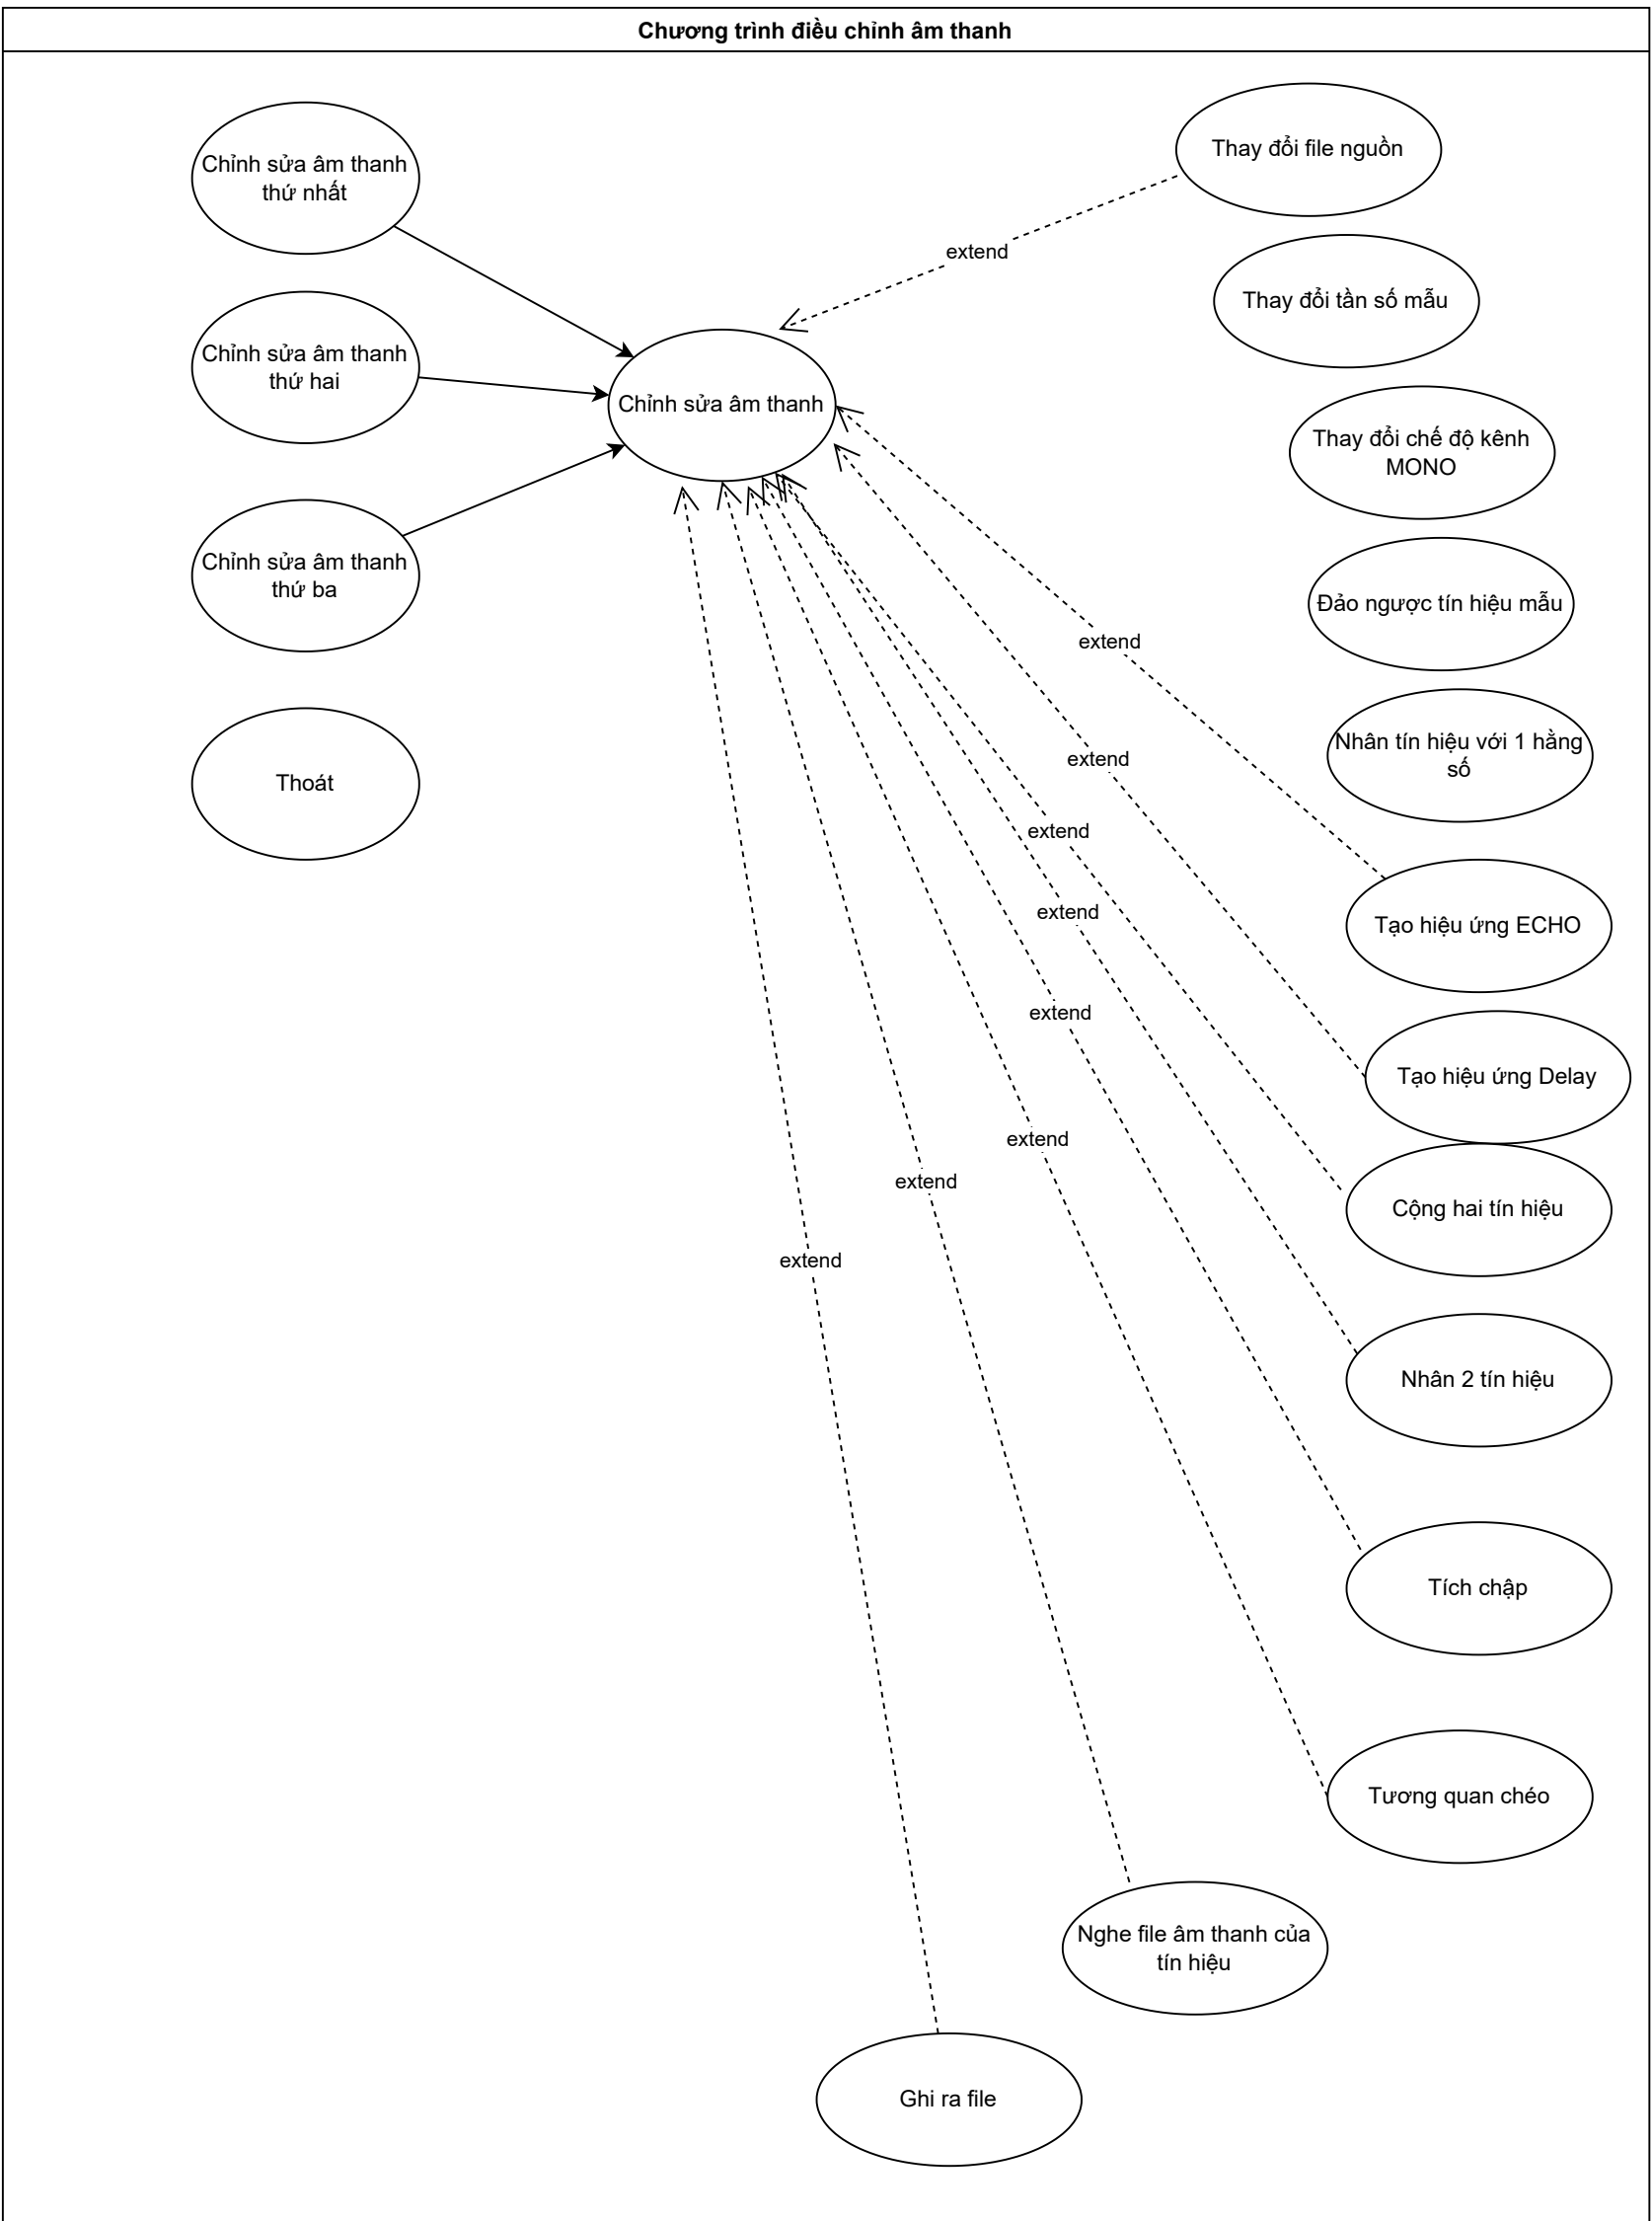 Chương trình điều chỉnh âm thanh
Chỉnh sửa âm thanh
thứ nhất
Thay đổi file nguồn
extend
Thay đổi tần số mẫu
Chỉnh sửa âm thanh
thứ hai
Chỉnh sửa âm thanh
Thay đổi chế độ kênh
MONO
Chỉnh sửa âm thanh
thứ ba
Đảo ngược tín hiệu mẫu
extend
Nhân tín hiệu với 1 hằng
số
extend
Thoát
extend
extend
Tạo hiệu ứng ECHO
extend
Tạo hiệu ứng Delay
extend
extend
Cộng hai tín hiệu
extend
Nhân 2 tín hiệu
Tích chập
Tương quan chéo
Nghe file âm thanh của
tín hiệu
Ghi ra file